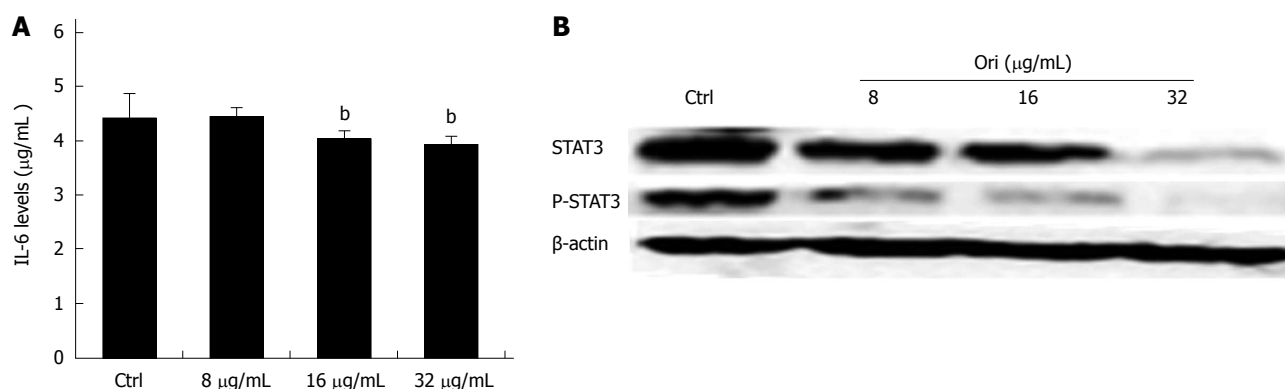 A
IL-6 levels (μg/mL )
6
5
4
3
2
1
0
b
b
Ctrl
8 μg/mL
16 μg/mL
32 μg/mL
B
Ori (μg/mL)
Ctrl
8
16
32
STAT3
P-STAT3
β-actin